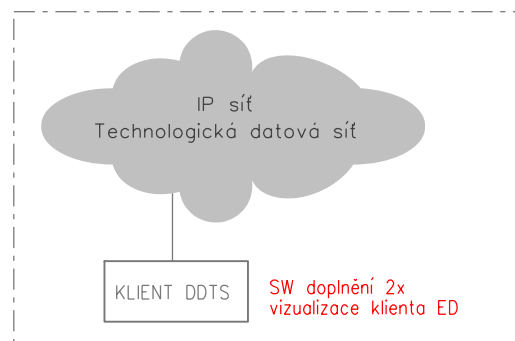 IP síť
Technologická datová síť
KLIENT DDTS
SW doplnění 2x
vizualizace klienta ED